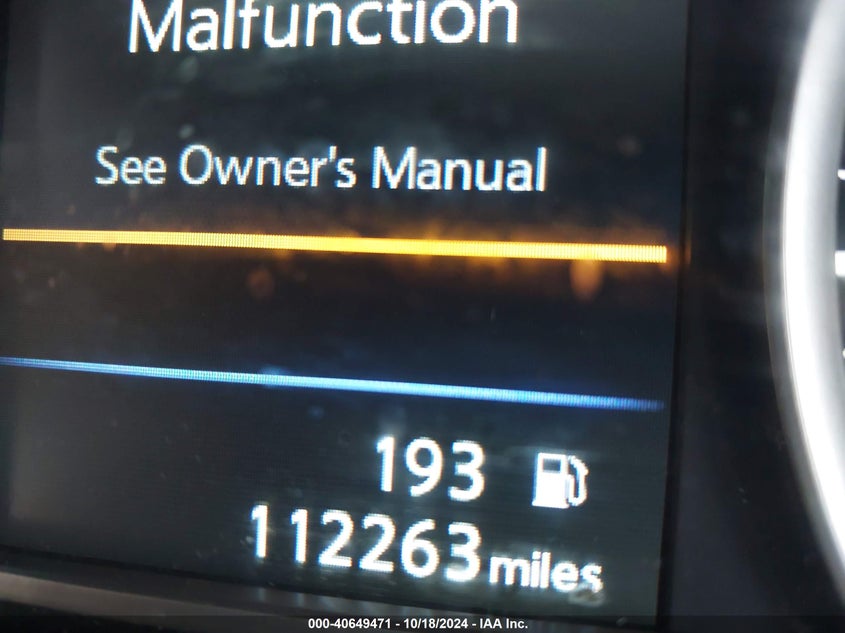 Malfunction
See Owner's Manual
193
112263 miles
000-40649471 - 10/18/2024 - IAA Inc.